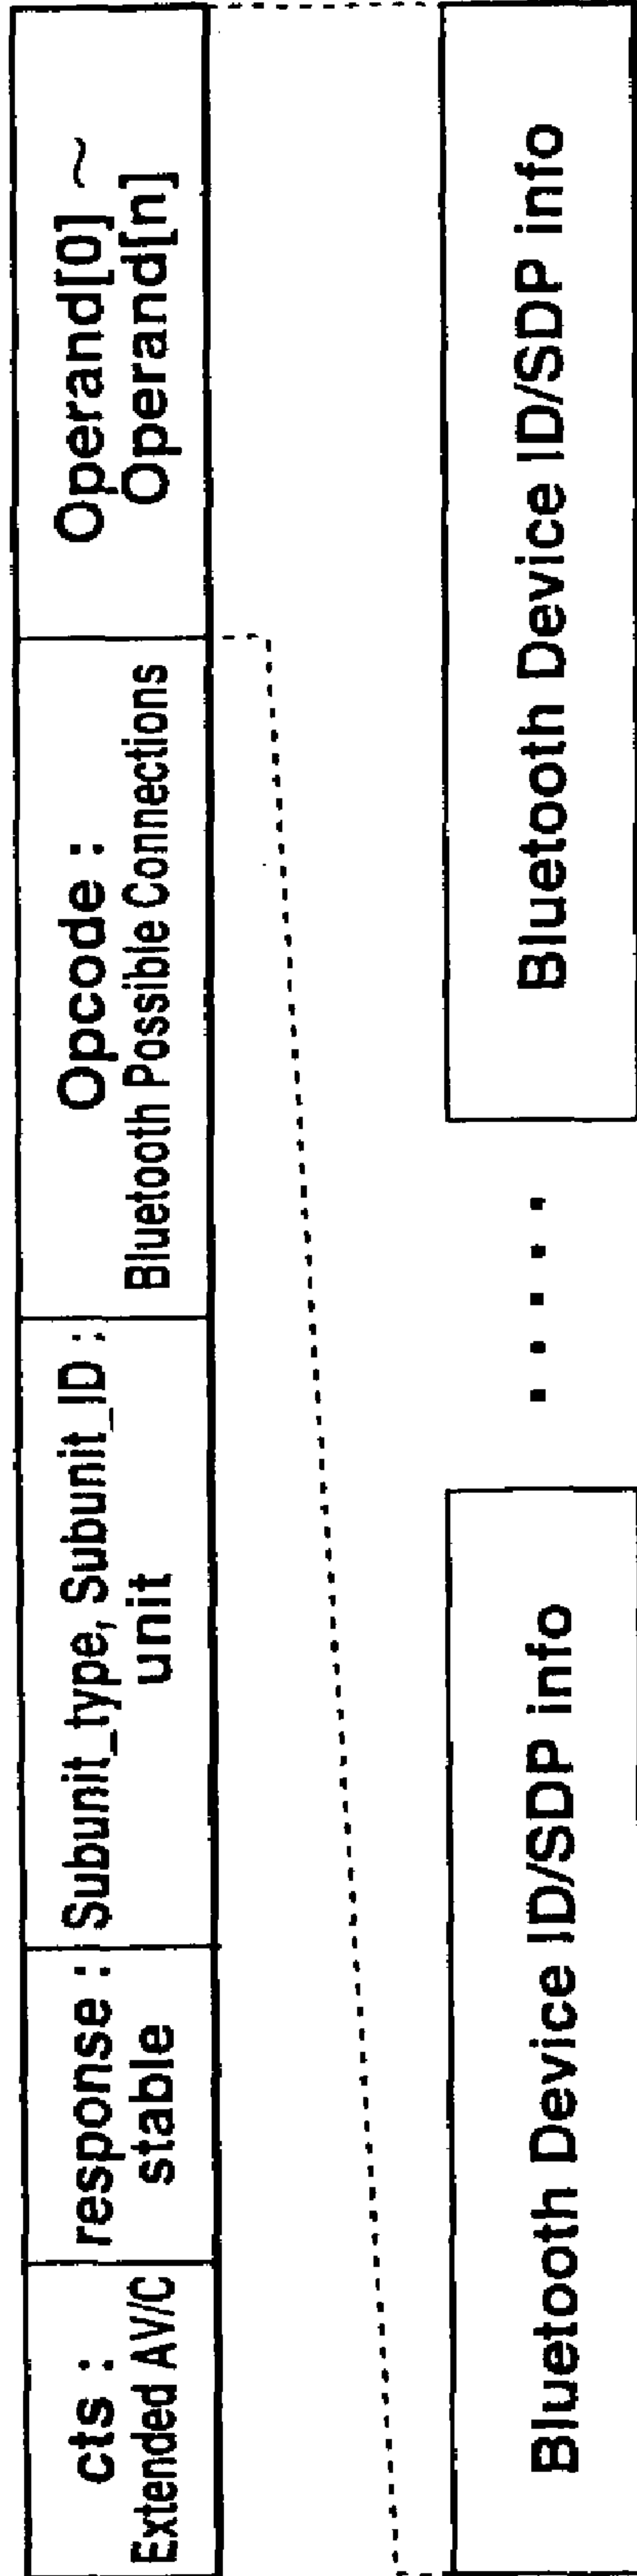 cts :
Extended AV/C
response :
stable
Subunit_type, Subunit_ID :
unit
Opcode :
Bluetooth Possible Connections
Operand[0] ~
Operand[n]
Bluetooth Device ID/SDP info
. . . . .
Bluetooth Device ID/SDP info